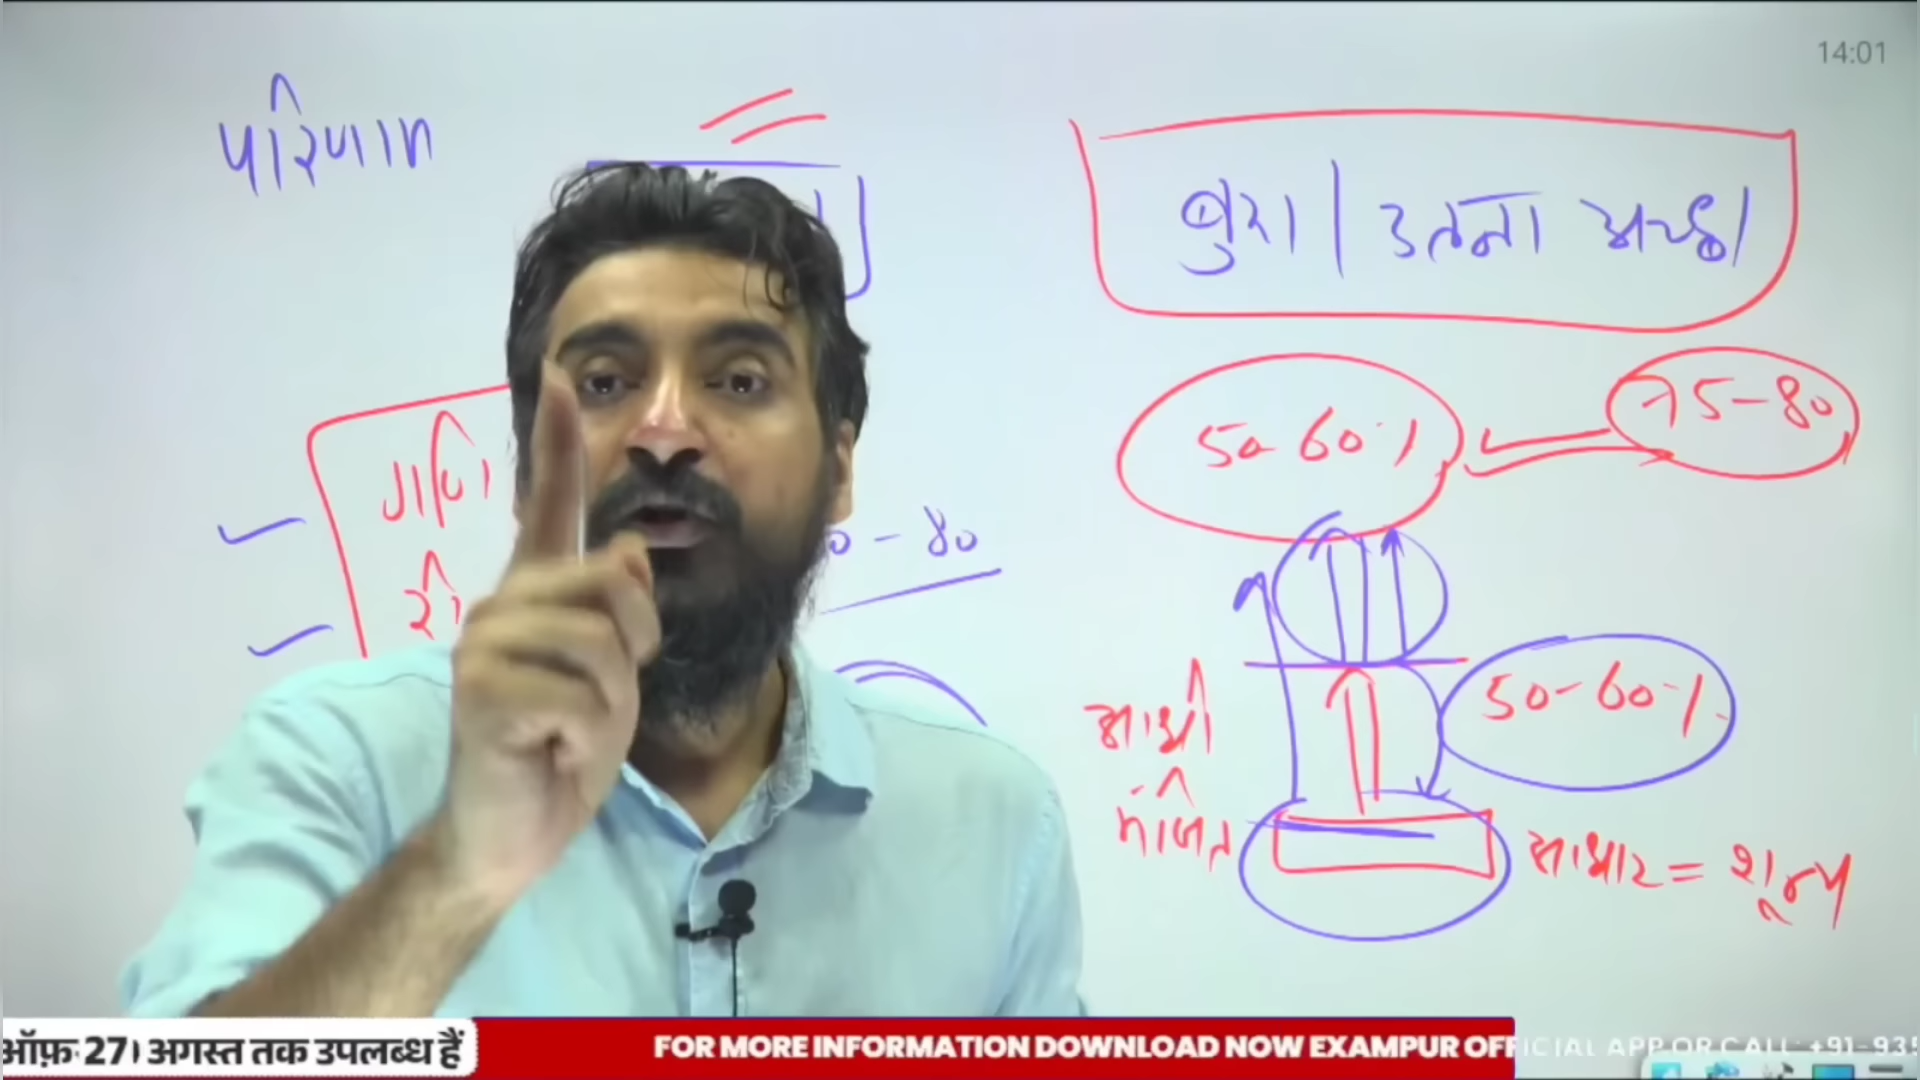 14:01
परिणाम
बुरा | उतना अच्छा
50-60%
75-80
0-80
50-60%
आधी
मंजिल
आधार = शून्य
ऑफ़ 27। अगस्त तक उपलब्ध हैं
FOR MORE INFORMATION DOWNLOAD NOW EXAMPUR OFFICIAL APP OR CALL: +91-935